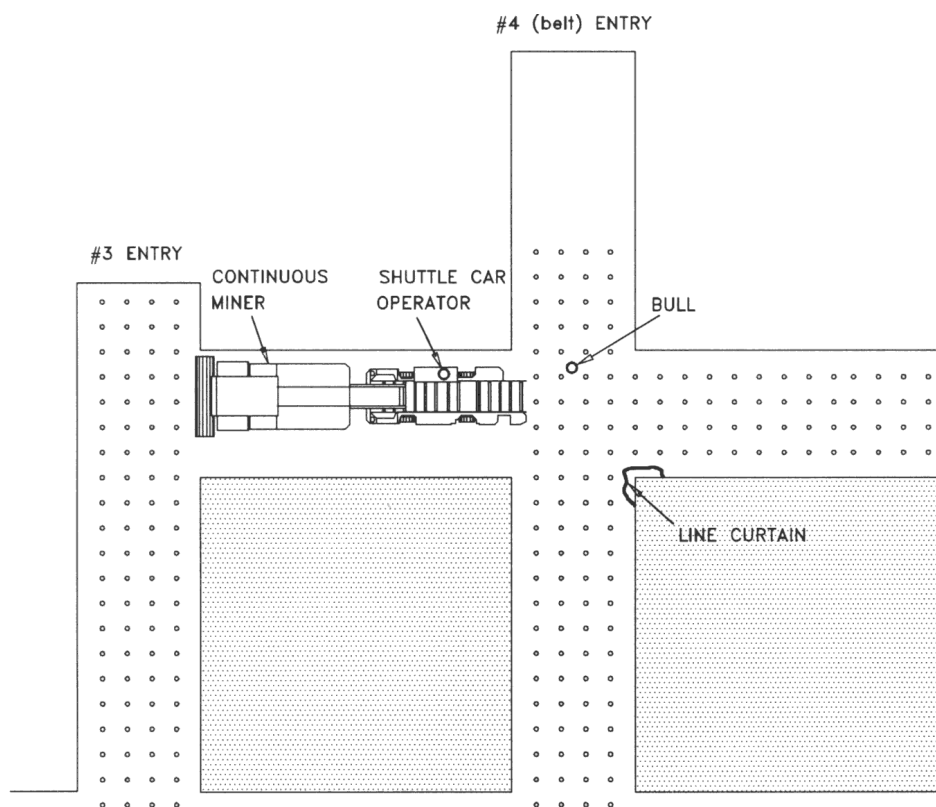 #4 (belt) ENTRY
#3 ENTRY
CONTINUOUS
MINER
SHUTTLE CAR
OPERATOR
BULL
LINE CURTAIN